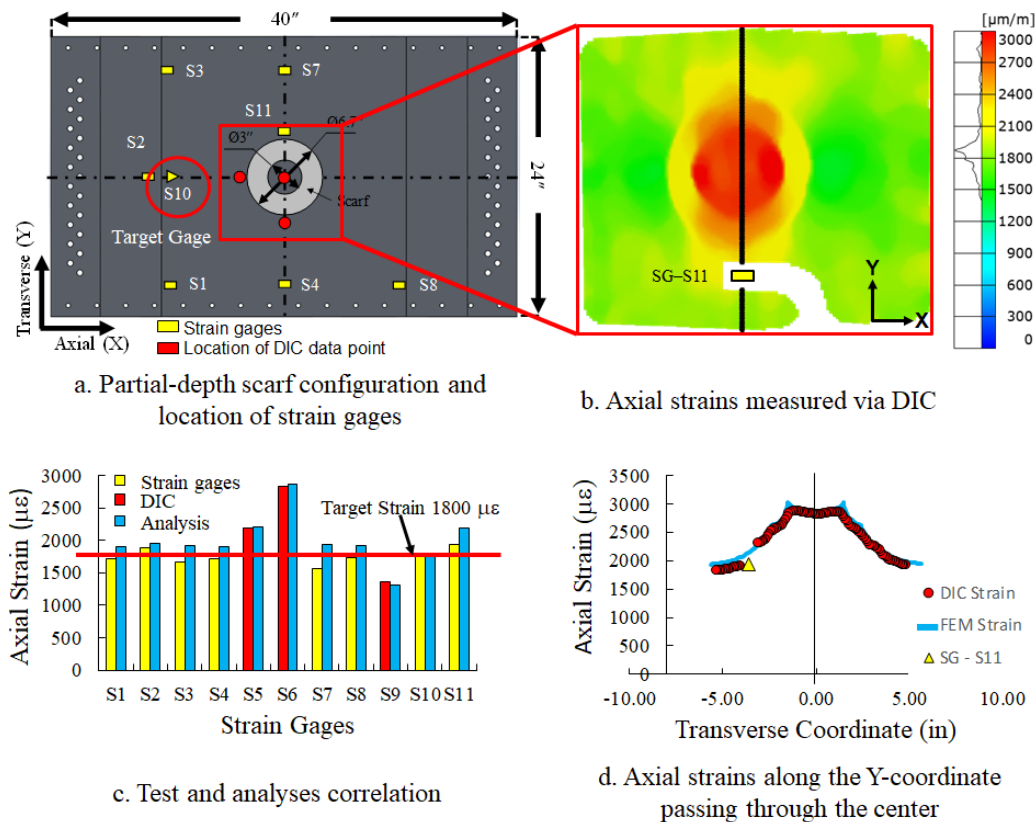 40″
S3
S7
S11
Ø3″
Ø6.7
S2
S10
Scarf
Target Gage
24″
S1
S4
S8
Transverse (Y)
Axial (X)
Strain gages
Location of DIC data point
a. Partial-depth scarf configuration and
location of strain gages
[µm/m]
3000
2700
2400
2100
1800
1500
1200
900
600
300
0
SG–S11
Y
X
b. Axial strains measured via DIC
Axial Strain (µε)
3000
2500
2000
1500
1000
500
0
Strain gages
DIC
Analysis
Target Strain 1800 µε
S1 S2 S3 S4 S5 S6 S7 S8 S9 S10 S11
Strain Gages
c. Test and analyses correlation
Axial Strain (µε)
3500
3000
2500
2000
1500
1000
500
0
DIC Strain
FEM Strain
SG - S11
-10.00 -5.00 0.00 5.00 10.00
Transverse Coordinate (in)
d. Axial strains along the Y-coordinate
passing through the center